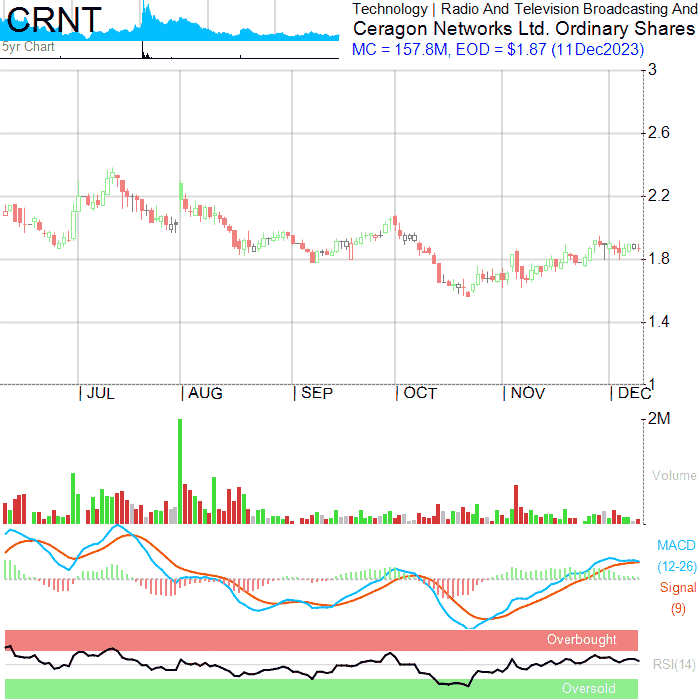 CRNT
5yr Chart
Technology | Radio And Television Broadcasting And
Ceragon Networks Ltd. Ordinary Shares
MC = 157.8M, EOD = $1.87 (11Dec2023)
3
2.6
2.2
1.8
1.4
1
JUL AUG SEP OCT NOV DEC
2M
Volume
MACD
(12-26)
Signal
(9)
Overbought
RSI(14)
Oversold